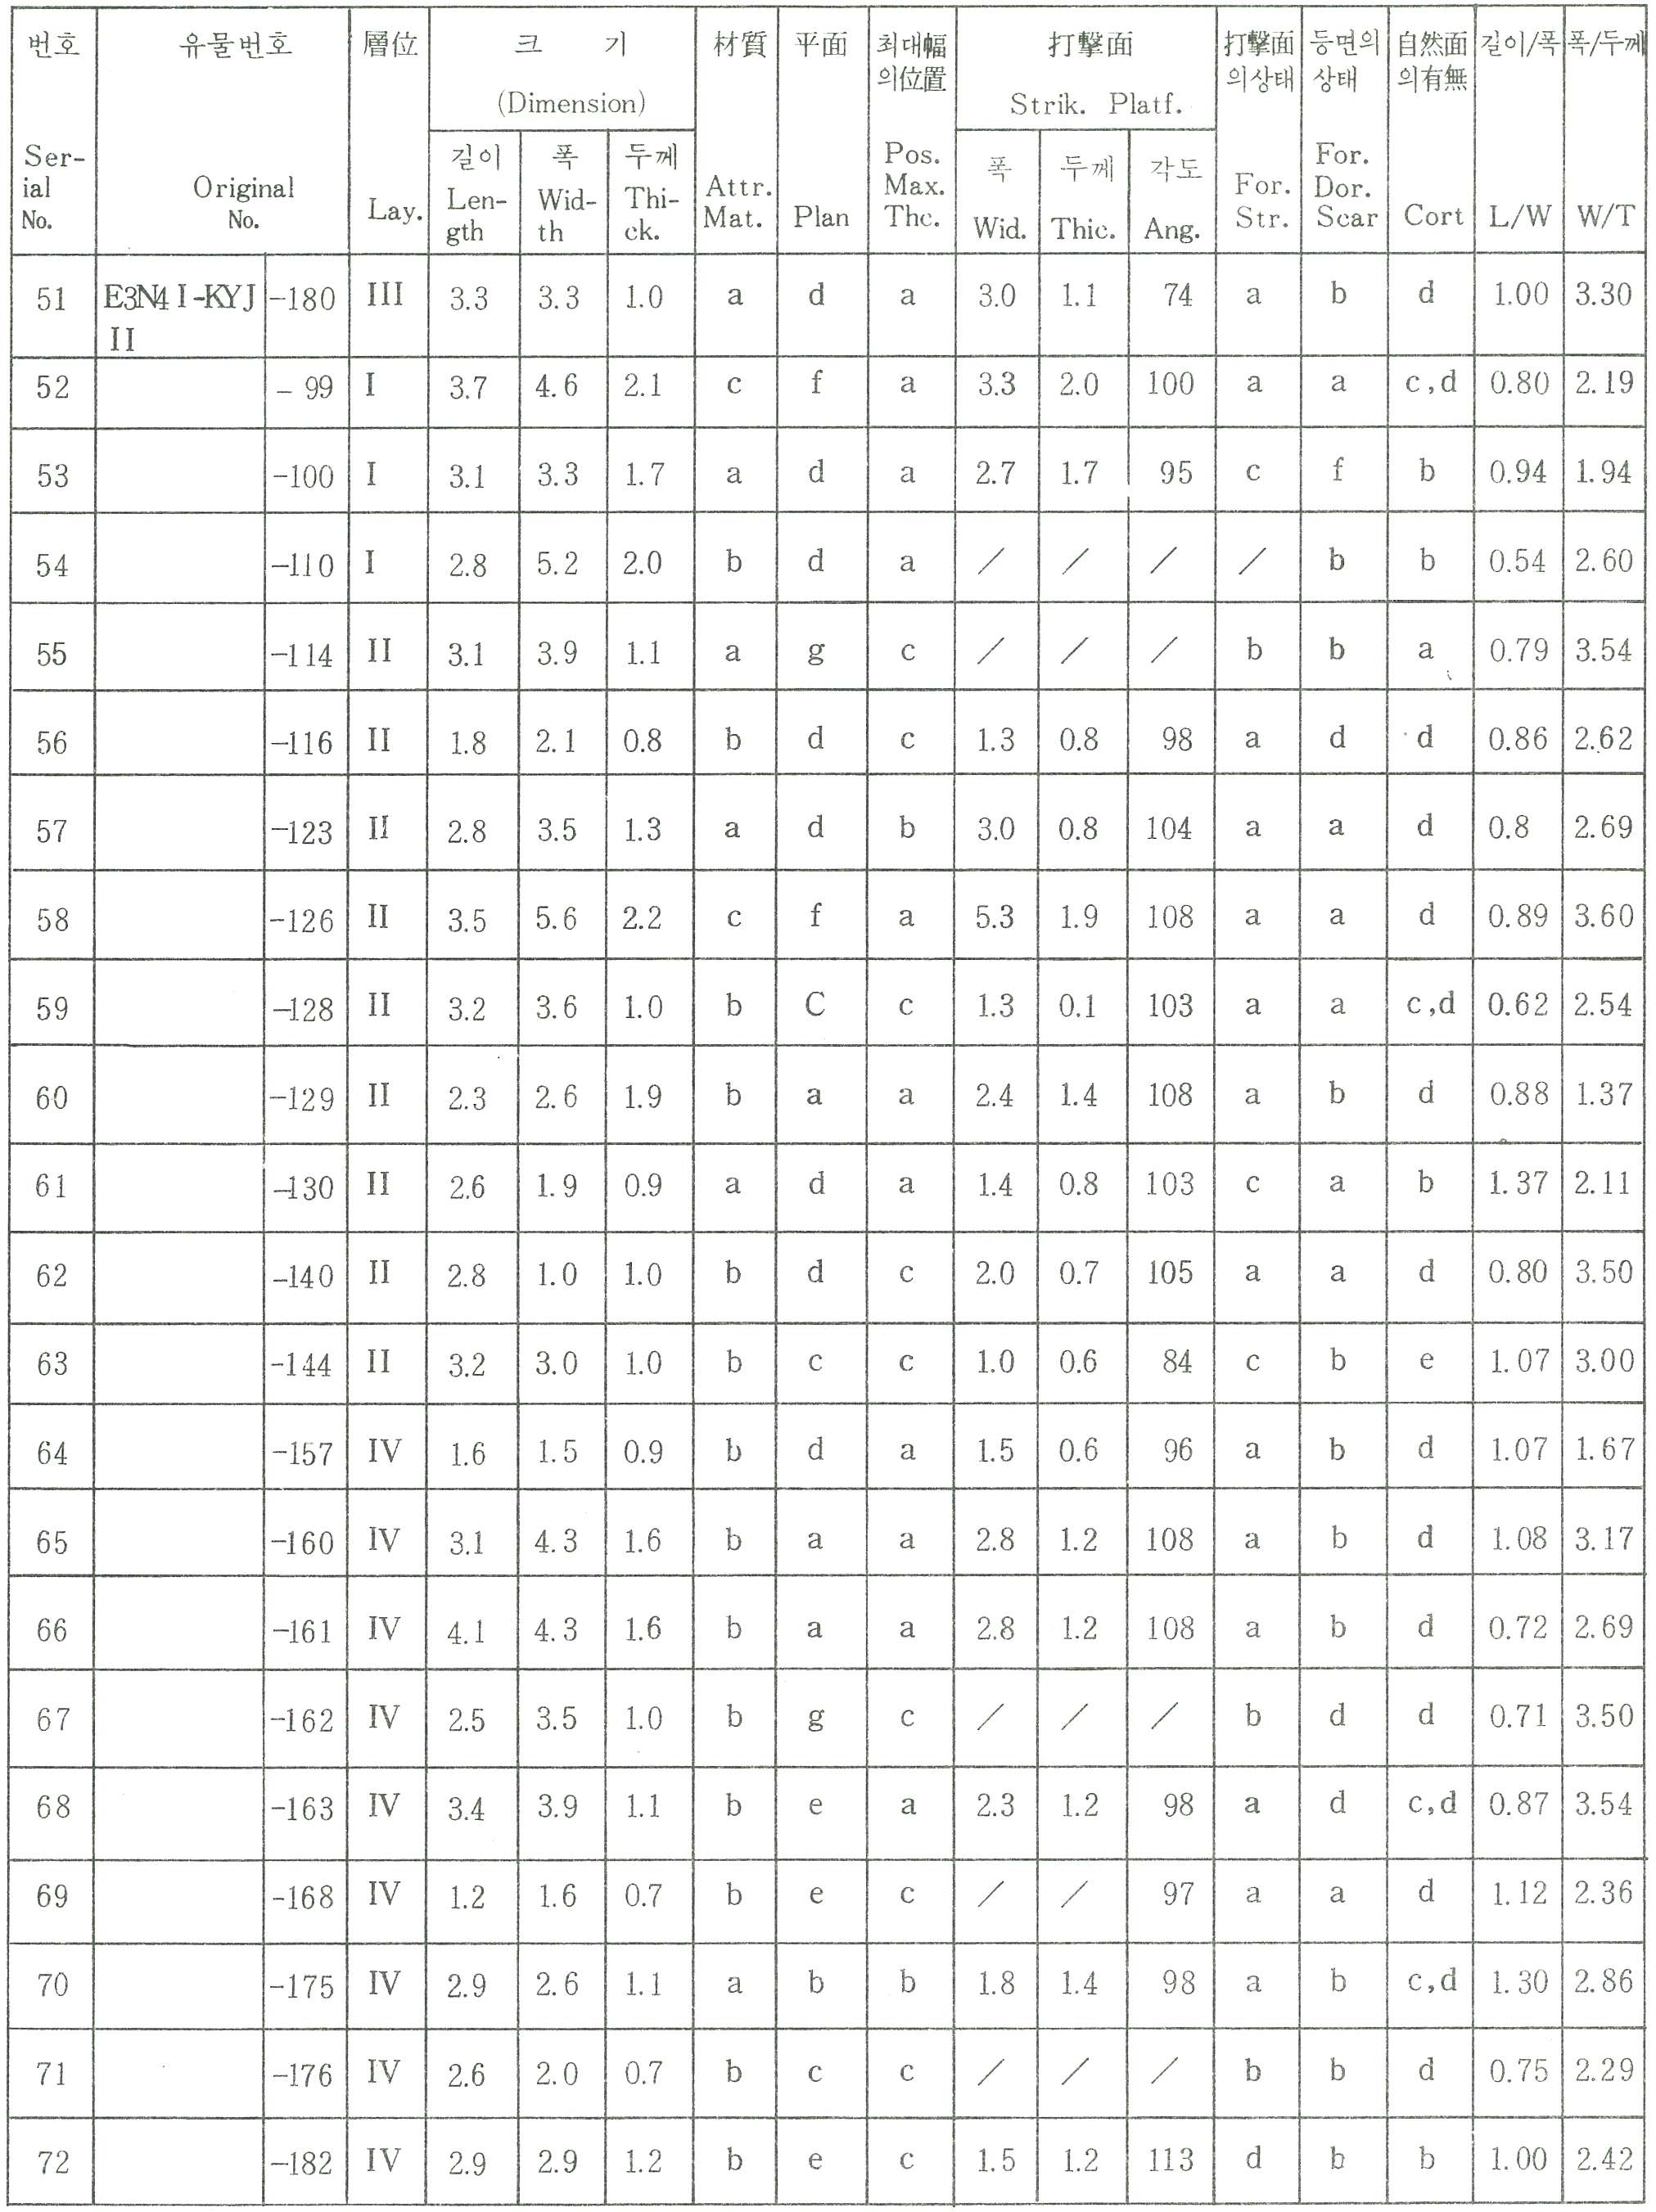 번호 유물번호 層位 크 기 材質 平面 최대幅 打擊面 打擊面 등면의 自然面 길이/폭 폭/두께
의位置 의상태 상태 의有無
(Dimension) Strik. Platf.
길이 폭 두께 폭 두께 각도
Ser- Original Lay. Len- Wid- Thi- Attr. Plan Pos. Wid. Thic. Ang. For. For. Cort L/W W/T
ial No. gth th ck. Mat. Max. Str. Dor.
No. Thc. Scar
51 E3N4 I-KYJ -180 III 3.3 3.3 1.0 a d a 3.0 1.1 74 a b d 1.00 3.30
II
52 - 99 I 3.7 4.6 2.1 c f a 3.3 2.0 100 a a c,d 0.80 2.19
53 -100 I 3.1 3.3 1.7 a d a 2.7 1.7 95 c f b 0.94 1.94
54 -110 I 2.8 5.2 2.0 b d a / / / / b b 0.54 2.60
55 -114 II 3.1 3.9 1.1 a g c / / / b b a 0.79 3.54
56 -116 II 1.8 2.1 0.8 b d c 1.3 0.8 98 a d d 0.86 2.62
57 -123 II 2.8 3.5 1.3 a d b 3.0 0.8 104 a a d 0.8 2.69
58 -126 II 3.5 5.6 2.2 c f a 5.3 1.9 108 a a d 0.89 3.60
59 -128 II 3.2 3.6 1.0 b C c 1.3 0.1 103 a a c,d 0.62 2.54
60 -129 II 2.3 2.6 1.9 b a a 2.4 1.4 108 a b d 0.88 1.37
61 -130 II 2.6 1.9 0.9 a d a 1.4 0.8 103 c a b 1.37 2.11
62 -140 II 2.8 1.0 1.0 b d c 2.0 0.7 105 a a d 0.80 3.50
63 -144 II 3.2 3.0 1.0 b c c 1.0 0.6 84 c b e 1.07 3.00
64 -157 IV 1.6 1.5 0.9 b d a 1.5 0.6 96 a b d 1.07 1.67
65 -160 IV 3.1 4.3 1.6 b a a 2.8 1.2 108 a b d 1.08 3.17
66 -161 IV 4.1 4.3 1.6 b a a 2.8 1.2 108 a b d 0.72 2.69
67 -162 IV 2.5 3.5 1.0 b g c / / / b d d 0.71 3.50
68 -163 IV 3.4 3.9 1.1 b e a 2.3 1.2 98 a d c,d 0.87 3.54
69 -168 IV 1.2 1.6 0.7 b e c / / 97 a a d 1.12 2.36
70 -175 IV 2.9 2.6 1.1 a b b 1.8 1.4 98 a b c,d 1.30 2.86
71 -176 IV 2.6 2.0 0.7 b c c / / / b b d 0.75 2.29
72 -182 IV 2.9 2.9 1.2 b e c 1.5 1.2 113 d b b 1.00 2.42